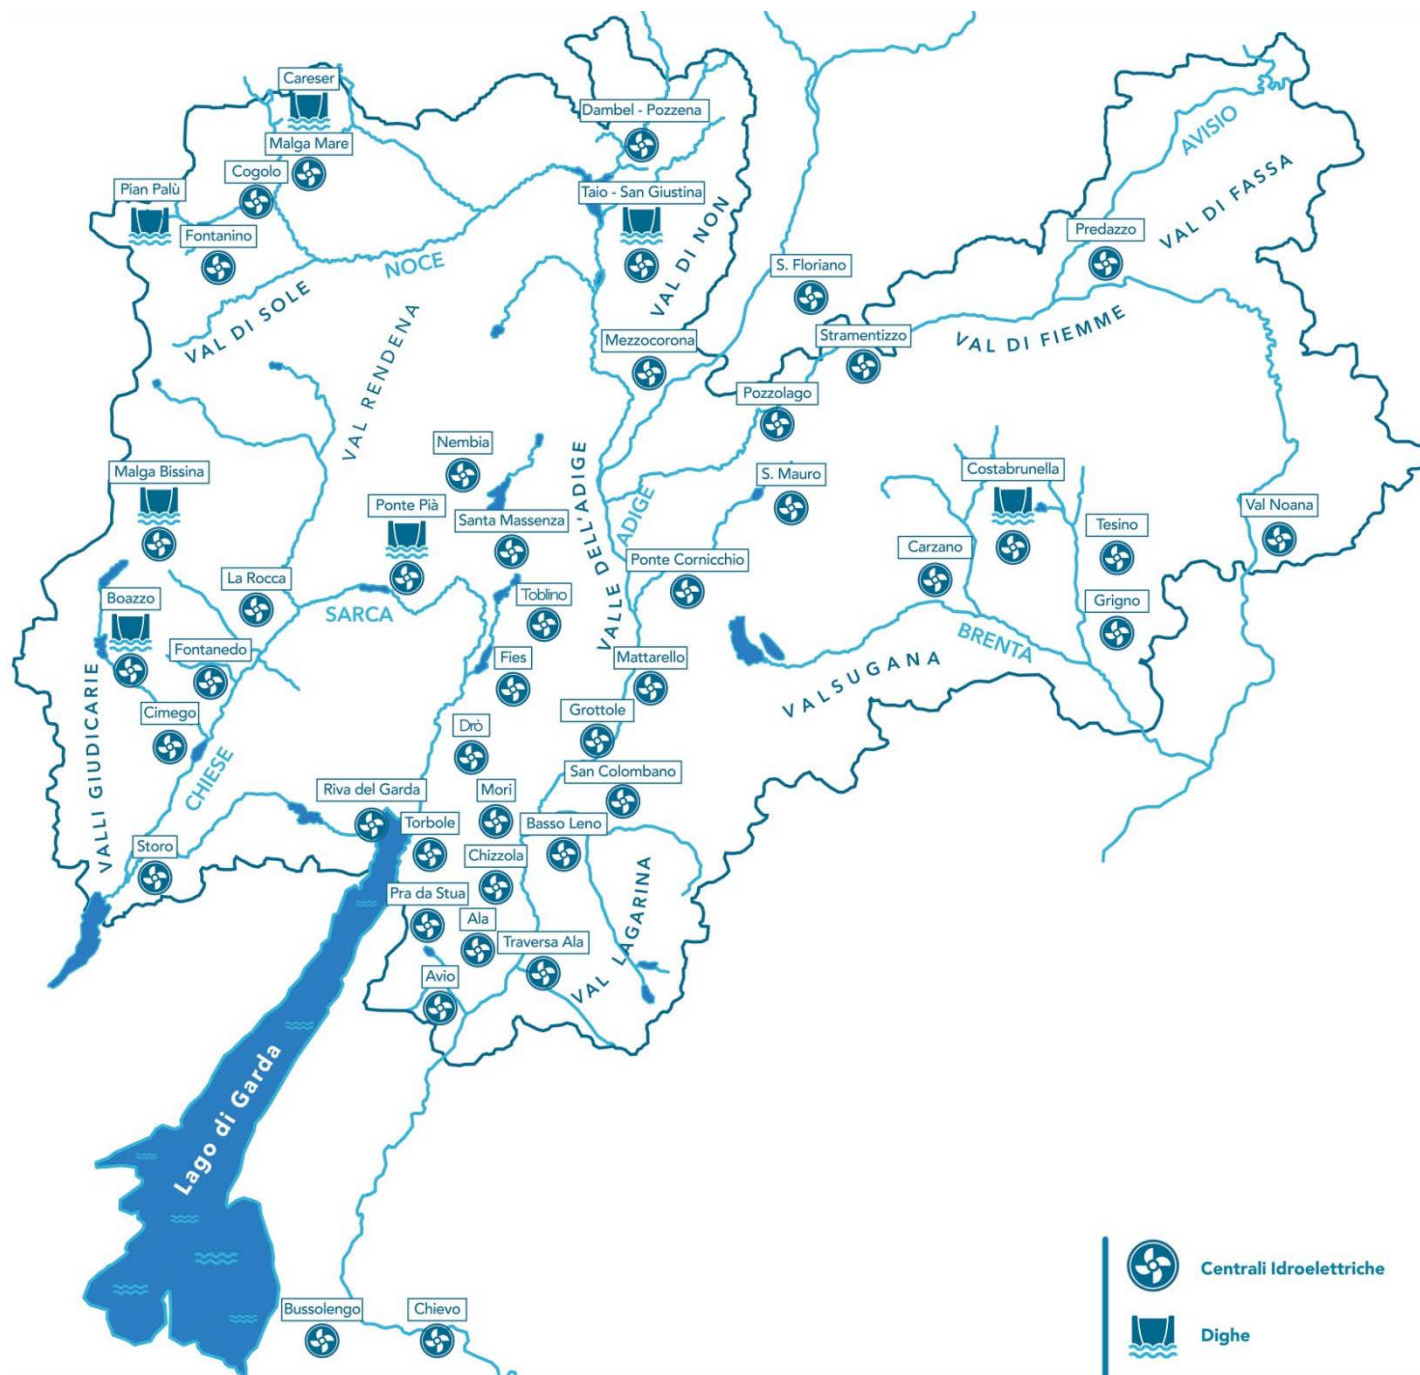 Careser
Dambel - Pozzena
AVISIO
Malga Mare
Cogolo
VAL DI FASSA
Pian Palù
Taio - San Giustina
Fontanino
VAL DI NON
Predazzo
NOCE
S. Floriano
VAL DI SOLE
VAL RENDENA
Mezzocorona
Stramentizzo
VAL DI FIEMME
Pozzolago
Nembia
Malga Bissina
S. Mauro
Costabrunella
Ponte Pià
Santa Massenza
VALLE DELL'ADIGE
ADIGE
Tesino
Val Noana
Carzano
Ponte Cornicchio
La Rocca
Boazzo
SARCA
Toblino
Grigno
BRENTA
Fontanedo
Fies
Mattarello
VALSUGANA
VALLI GIUDICARIE
Cimego
Grottole
Drò
CHIESE
San Colombano
Riva del Garda
Mori
Torbole
Basso Leno
Storo
Chizzola
Pra da Stua
VAL LAGARINA
Ala
Traversa Ala
Avio
Lago di Garda
Bussolengo
Chievo
Centrali Idroelettriche
Dighe